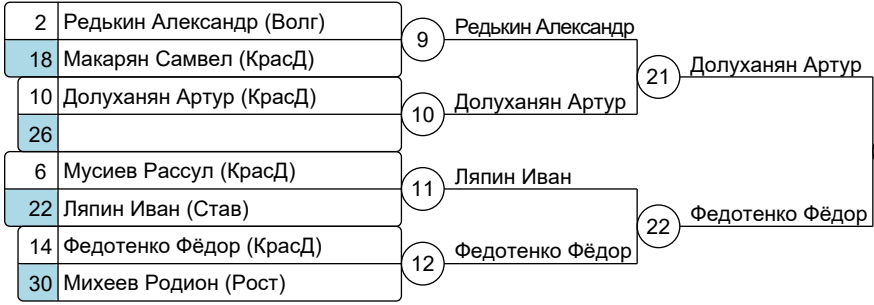 2 Редькин Александр (Волг)
18 Макарян Самвел (КрасД)
9 Редькин Александр
10 Долуханян Артур (КрасД)
26
10 Долуханян Артур
21 Долуханян Артур
6 Мусиев Рассул (КрасД)
22 Ляпин Иван (Став)
11 Ляпин Иван
14 Федотенко Фёдор (КрасД)
30 Михеев Родион (Рост)
12 Федотенко Фёдор
22 Федотенко Фёдор